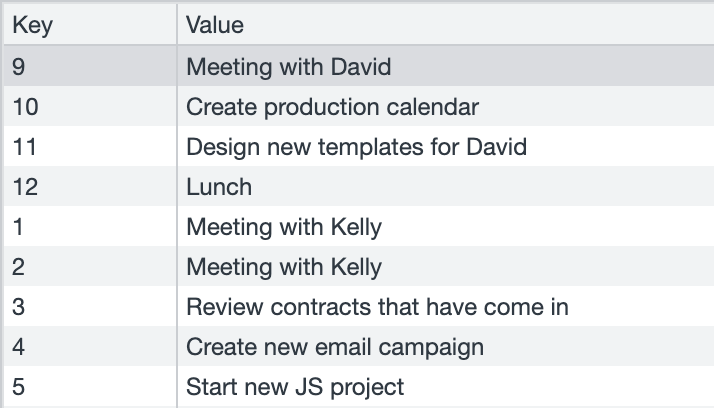 Key Value
9 Meeting with David
10 Create production calendar
11 Design new templates for David
12 Lunch
1 Meeting with Kelly
2 Meeting with Kelly
3 Review contracts that have come in
4 Create new email campaign
5 Start new JS project